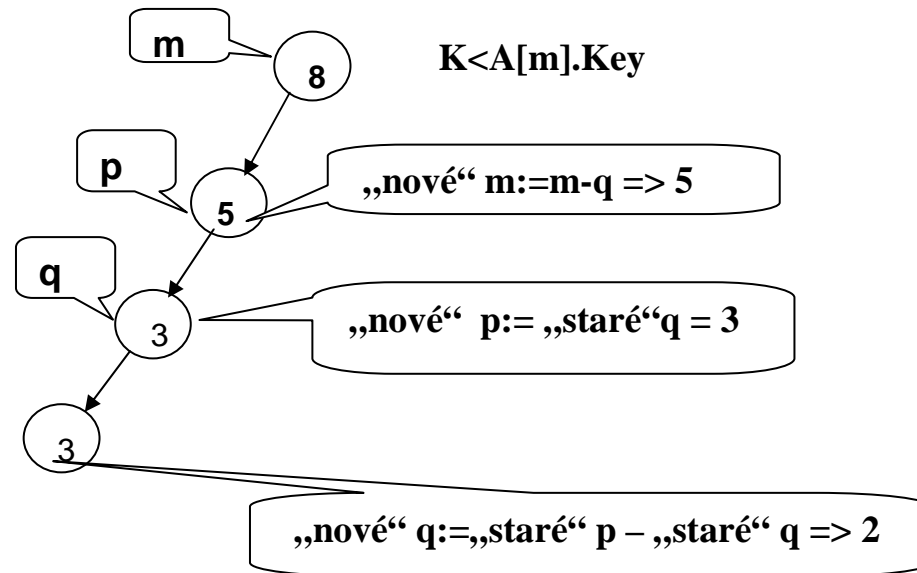 m
8
K<A[m].Key
p
5
„nové“ m:=m-q => 5
q
3
„nové“ p:= „staré“q = 3
3
„nové“ q:=„staré“ p – „staré“ q => 2